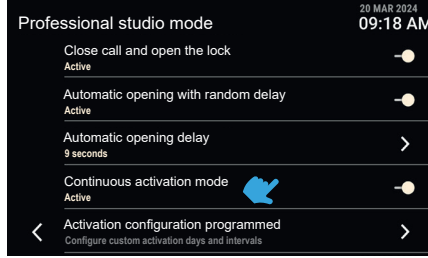 20 MAR 2024
Professional studio mode
09:18 AM
Close call and open the lock
Active
Automatic opening with random delay
Active
Automatic opening delay
9 seconds
Continuous activation mode
Active
Activation configuration programmed
Configure custom activation days and intervals